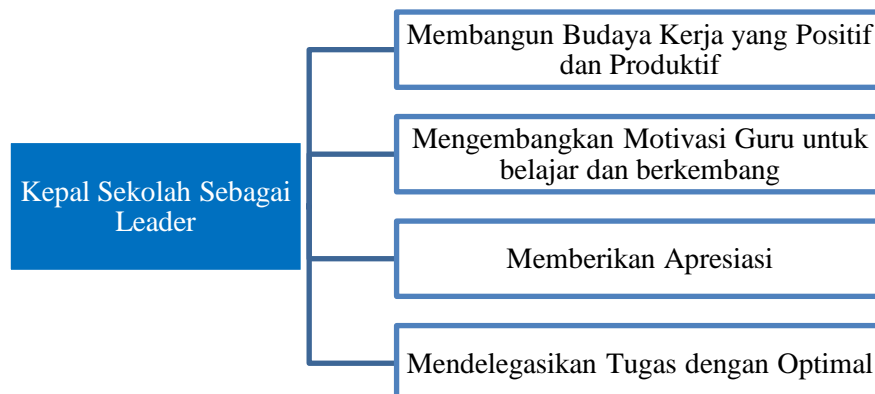 Membangun Budaya Kerja yang Positif
dan Produktif
Mengembangkan Motivasi Guru untuk
belajar dan berkembang
Kepal Sekolah Sebagai
Leader
Memberikan Apresiasi
Mendelegasikan Tugas dengan Optimal